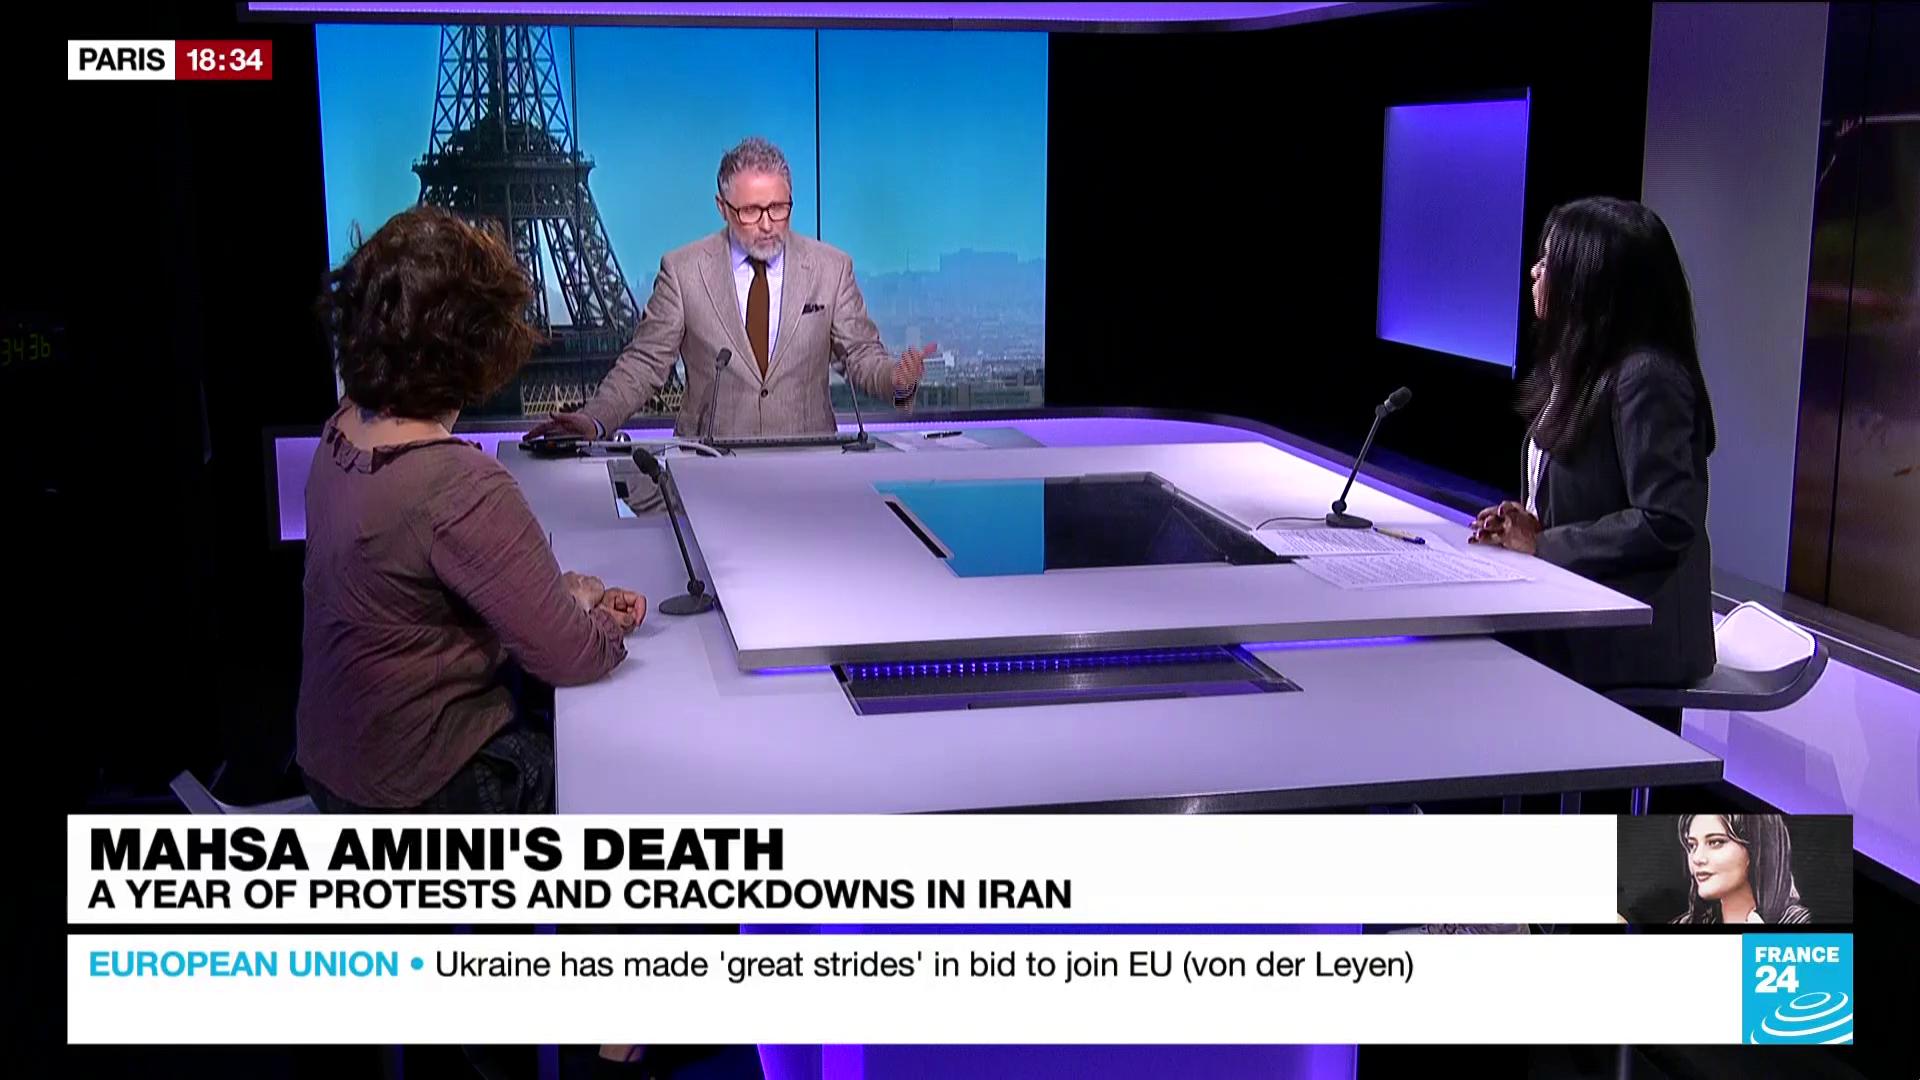 PARIS 18:34
3436
MAHSA AMINI'S DEATH
A YEAR OF PROTESTS AND CRACKDOWNS IN IRAN
EUROPEAN UNION • Ukraine has made 'great strides' in bid to join EU (von der Leyen)
FRANCE
24